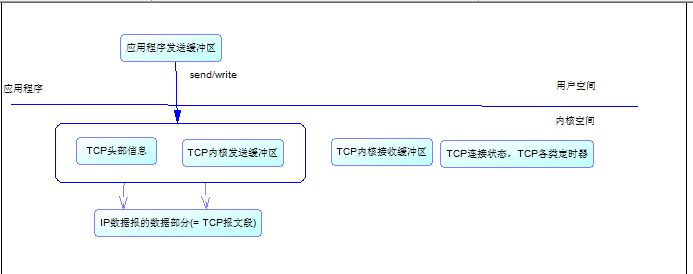 应用程序发送缓冲区
send/write
应用程序
用户空间
内核空间
TCP头部信息
TCP内核发送缓冲区
TCP内核接收缓冲区
TCP连接状态，TCP各类定时器
IP数据报的数据部分(= TCP报文段)